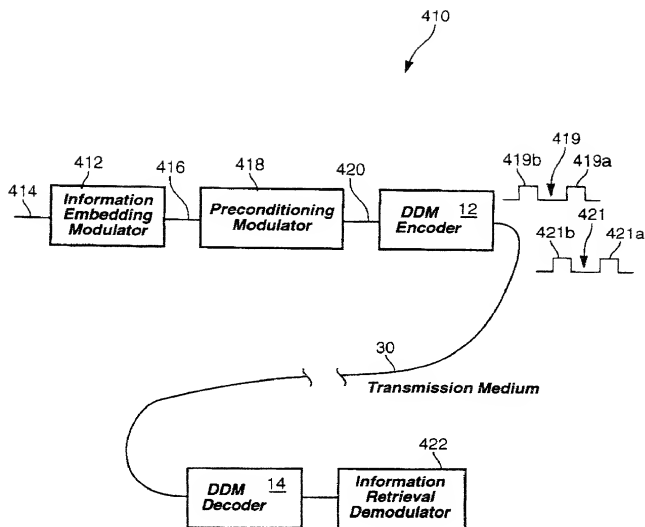 410
412
414
Information
Embedding
Modulator
416
418
Preconditioning
Modulator
420
DDM 12
Encoder
419b
419
419a
421
421b
421a
30
Transmission Medium
DDM 14
Decoder
422
Information
Retrieval
Demodulator